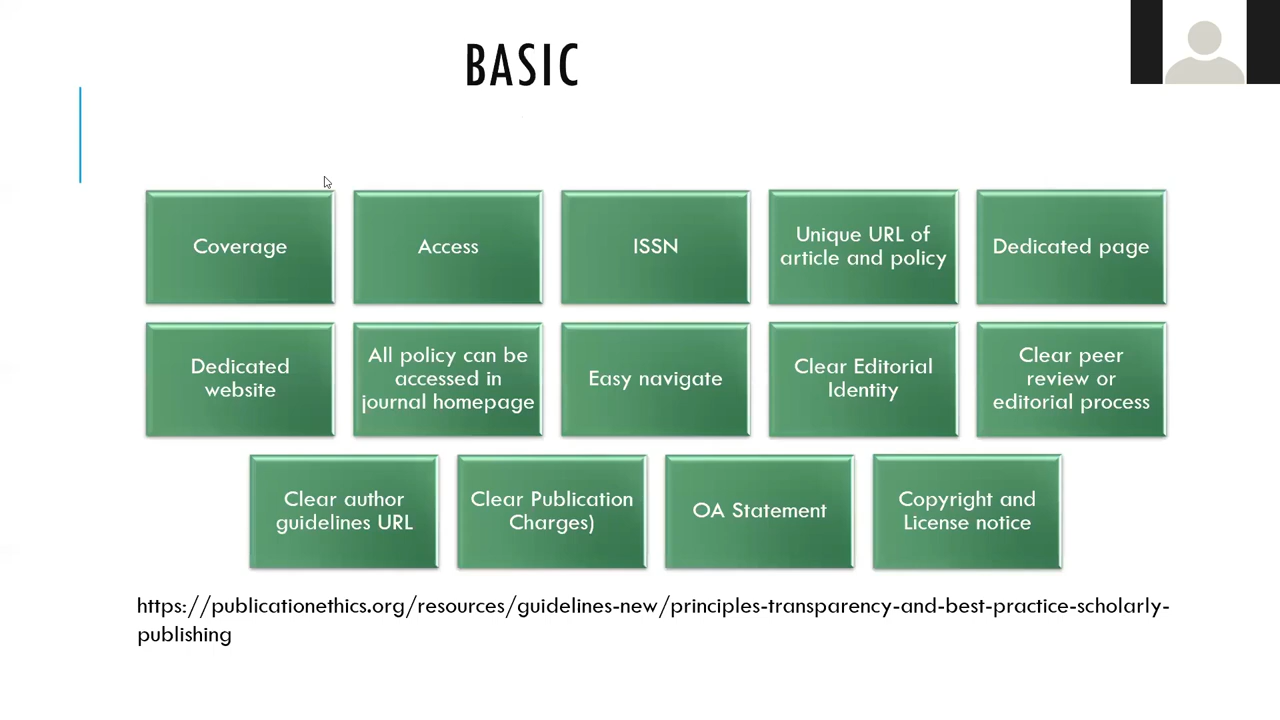 BASIC
Coverage
Access
ISSN
Unique URL of
article and policy
Dedicated page
Dedicated
website
All policy can be
accessed in
journal homepage
Easy navigate
Clear Editorial
Identity
Clear peer
review or
editorial process
Clear author
guidelines URL
Clear Publication
Charges)
OA Statement
Copyright and
License notice
https://publicationethics.org/resources/guidelines-new/principles-transparency-and-best-practice-scholarly-
publishing